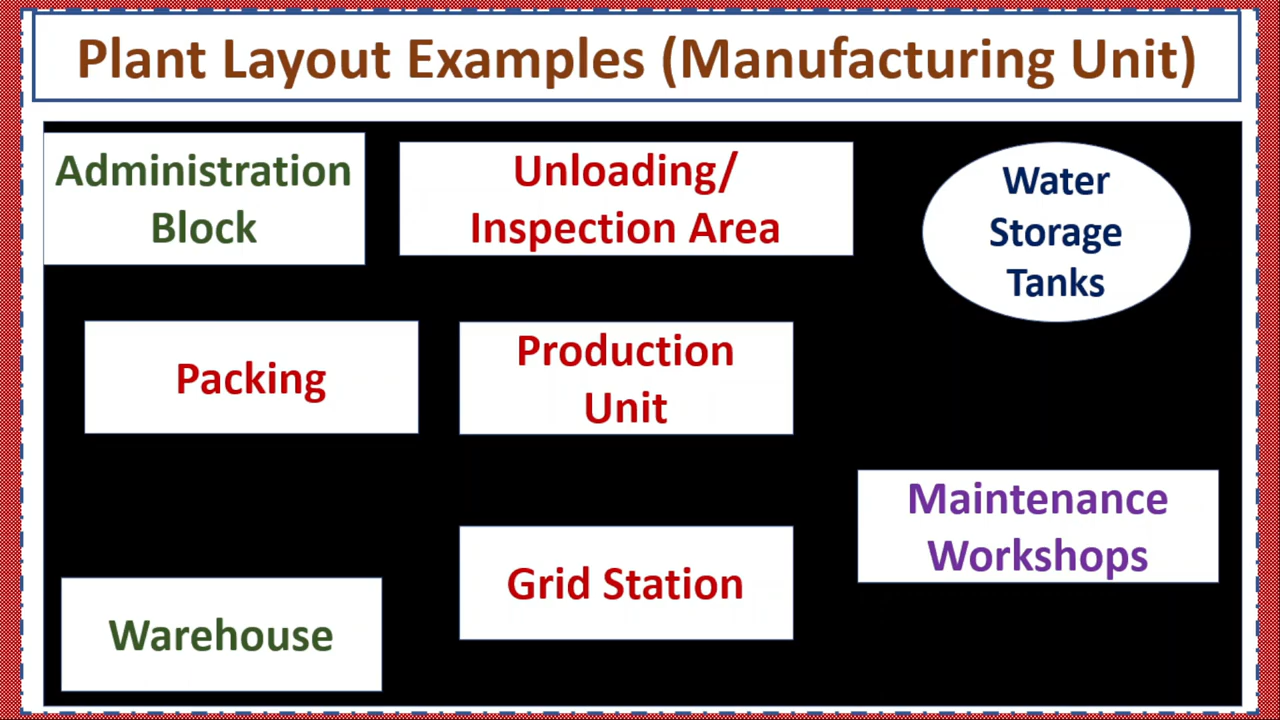 Plant Layout Examples (Manufacturing Unit)
Administration
Block
Unloading/
Inspection Area
Water
Storage
Tanks
Packing
Production
Unit
Maintenance
Workshops
Grid Station
Warehouse